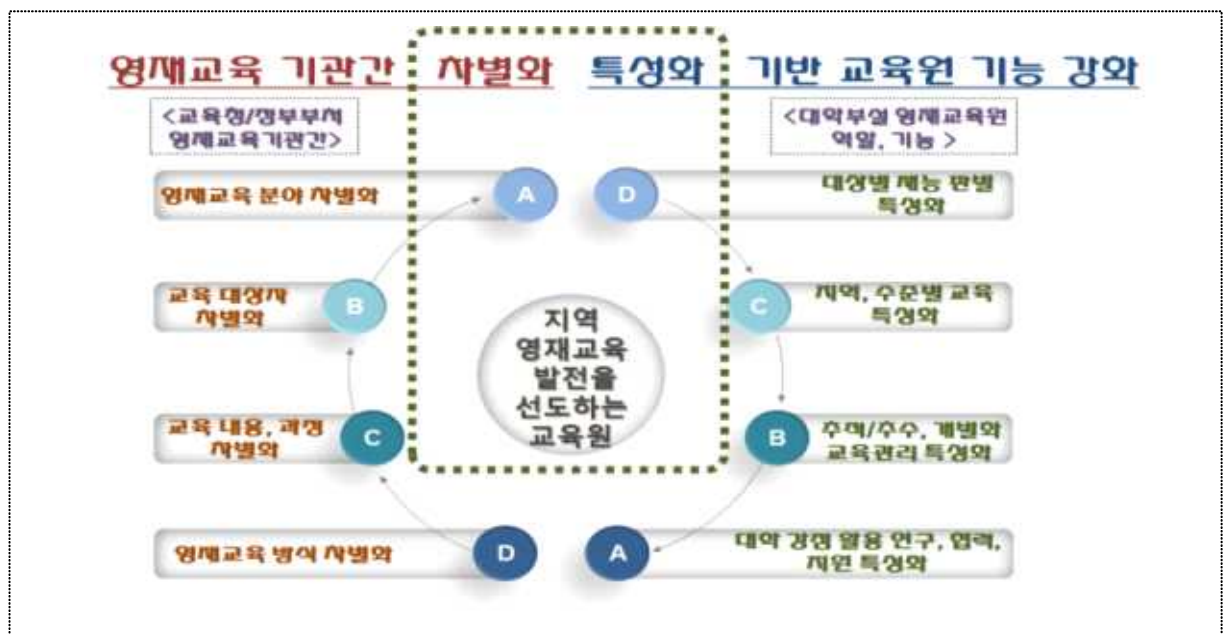 영재교육 기관간 차별화 특성화 기반 교육원 기능 강화
<교육청/정부부처
영재교육기관간>
<대학부설 영재교육원
역할, 기능 >
영재교육 분야 차별화
A
D
대상별 재능 판별
특성화
교육 대상자
차별화
B
C
지역, 수준별 교육
특성화
지역
영재교육
발전을
선도하는
교육원
교육 내용, 과정
차별화
C
B
추적/추수, 개별화
교육관리 특성화
영재교육 방식 차별화
D
A
대학 강점 활용 연구, 협력,
지원 특성화